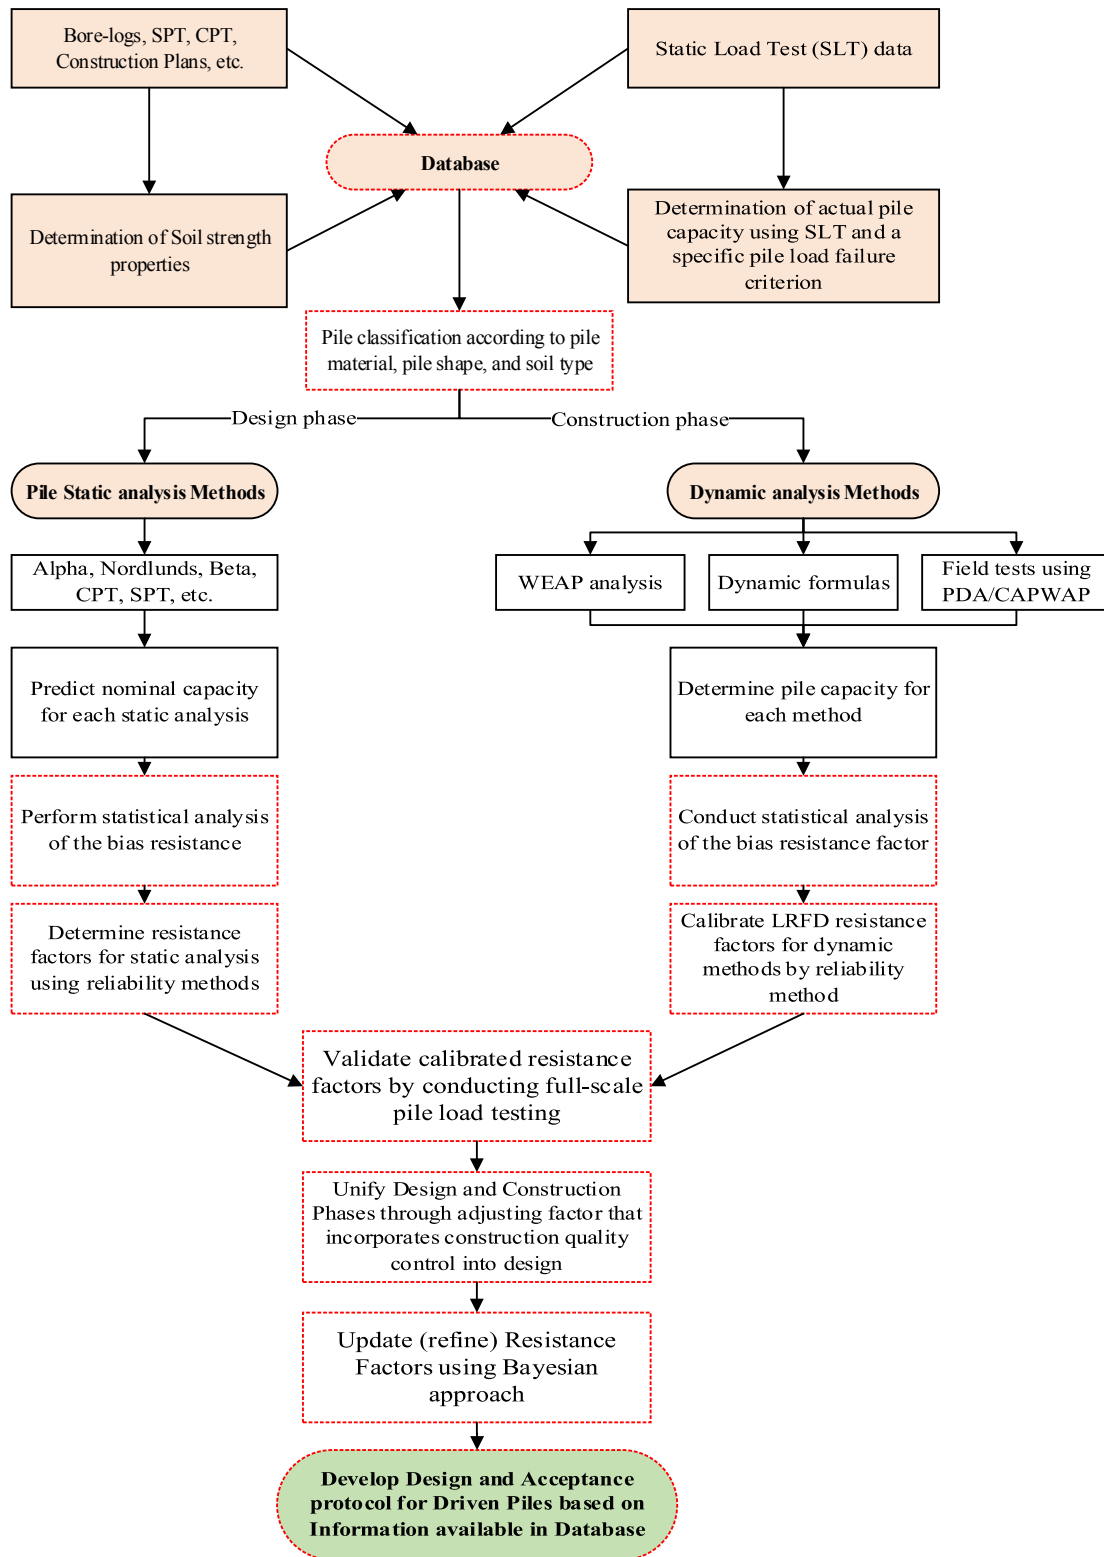 Bore-logs, SPT, CPT,
Construction Plans, etc.
Static Load Test (SLT) data
Database
Determination of Soil strength
properties
Determination of actual pile
capacity using SLT and a
specific pile load failure
criterion
Pile classification according to pile
material, pile shape, and soil type
Design phase
Construction phase
Pile Static analysis Methods
Dynamic analysis Methods
Alpha, Nordlunds, Beta,
CPT, SPT, etc.
WEAP analysis
Dynamic formulas
Field tests using
PDA/CAPWAP
Predict nominal capacity
for each static analysis
Determine pile capacity for
each method
Perform statistical analysis
of the bias resistance
Conduct statistical analysis
of the bias resistance factor
Determine resistance
factors for static analysis
using reliability methods
Calibrate LRFD resistance
factors for dynamic
methods by reliability
method
Validate calibrated resistance
factors by conducting full-scale
pile load testing
Unify Design and Construction
Phases through adjusting factor that
incorporates construction quality
control into design
Update (refine) Resistance
Factors using Bayesian
approach
Develop Design and Acceptance
protocol for Driven Piles based on
Information available in Database